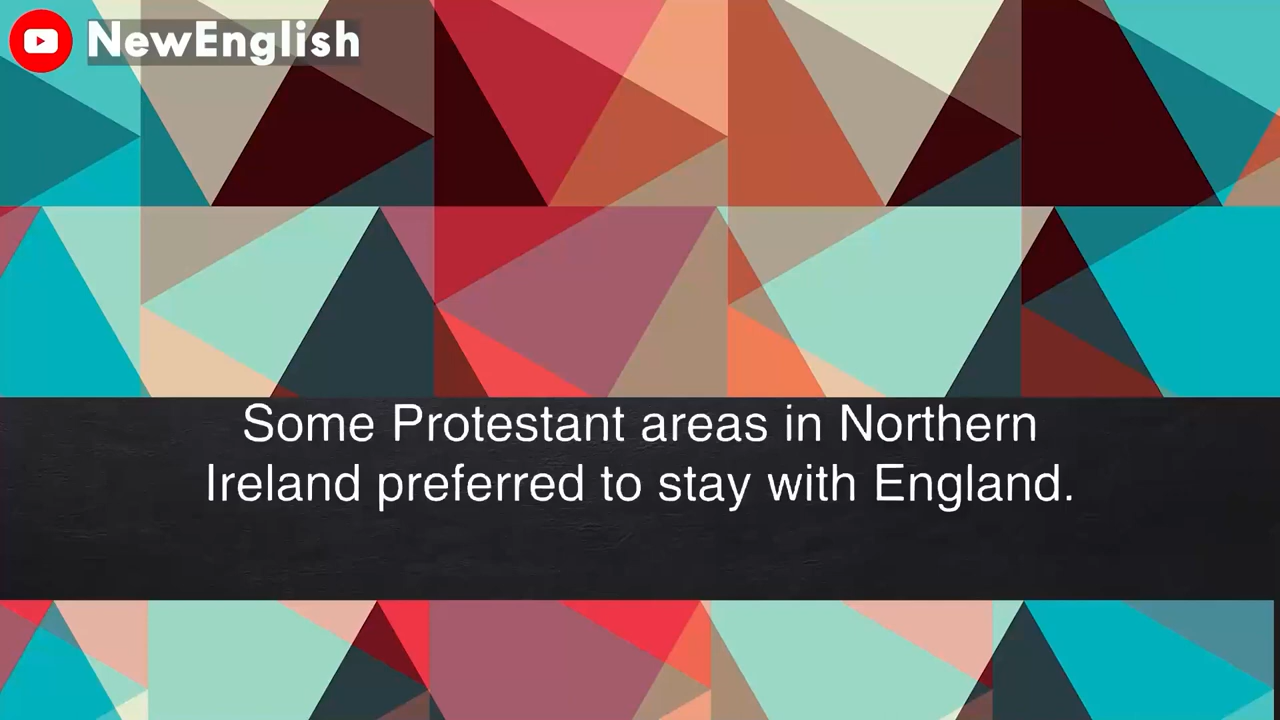 NewEnglish
Some Protestant areas in Northern
Ireland preferred to stay with England.